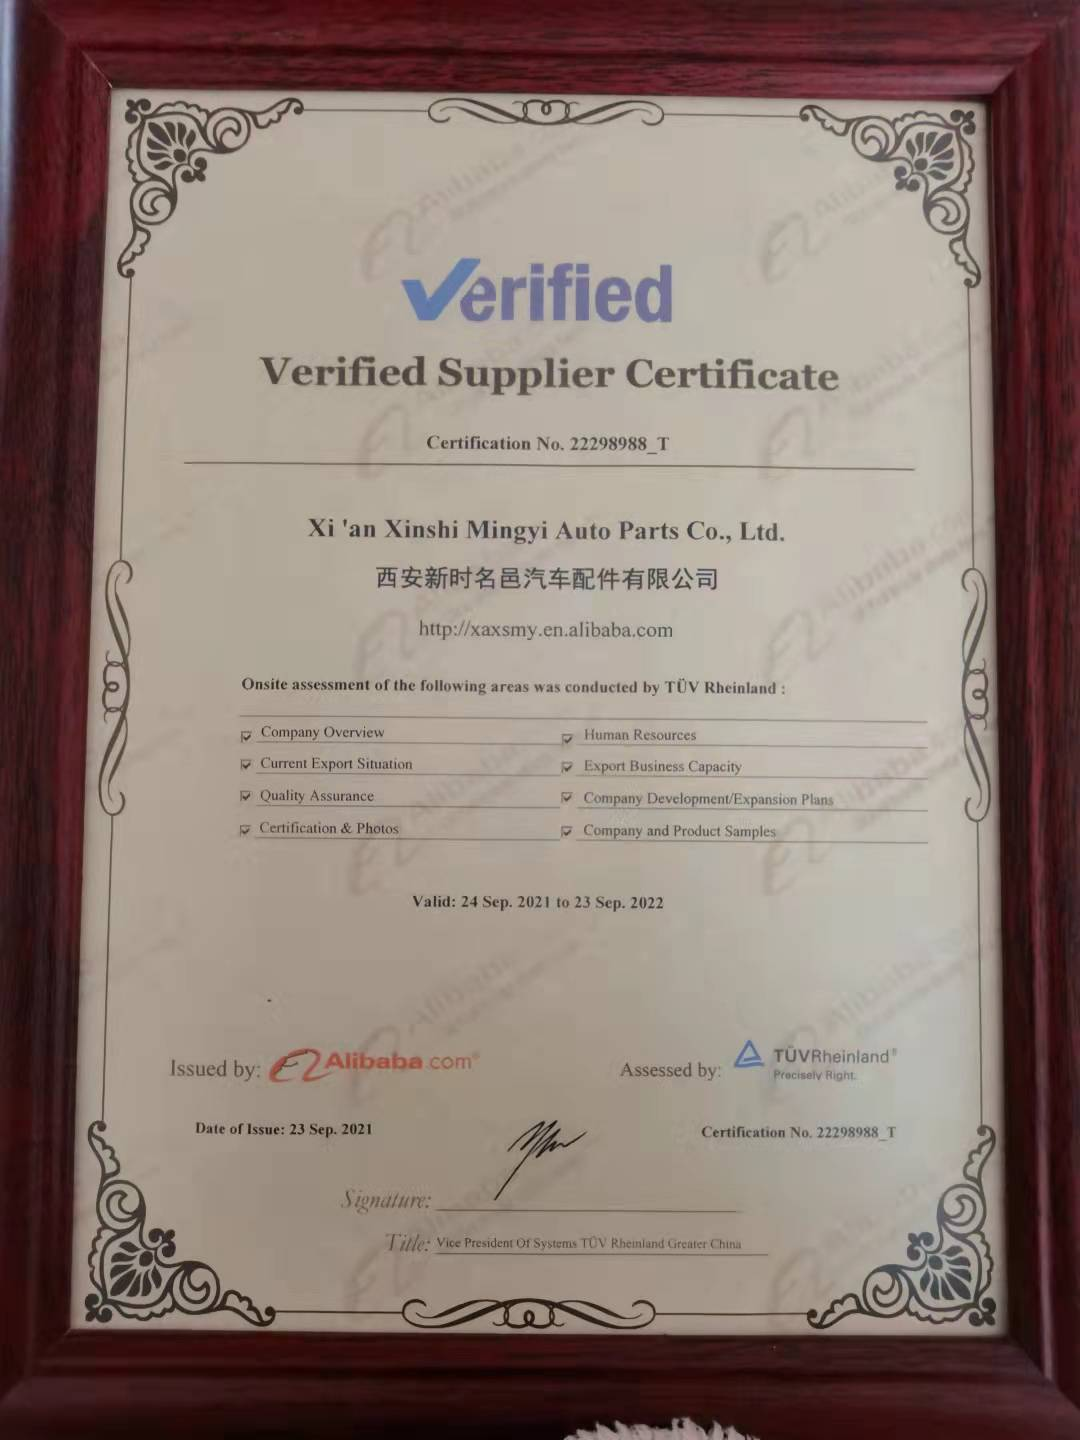 Verified
Verified Supplier Certificate
Certification No. 22298988_T
Xi 'an Xinshi Mingyi Auto Parts Co., Ltd.
西安新时名邑汽车配件有限公司
http://xaxsmy.en.alibaba.com
Onsite assessment of the following areas was conducted by TÜV Rheinland :
Company Overview
Human Resources
Current Export Situation
Export Business Capacity
Quality Assurance
Company Development/Expansion Plans
Certification & Photos
Company and Product Samples
Valid: 24 Sep. 2021 to 23 Sep. 2022
Issued by: Alibaba.com®
Assessed by: TÜVRheinland®
Precisely Right.
Date of Issue: 23 Sep. 2021
Certification No. 22298988_T
Signature:
Title: Vice President Of Systems TÜV Rheinland Greater China